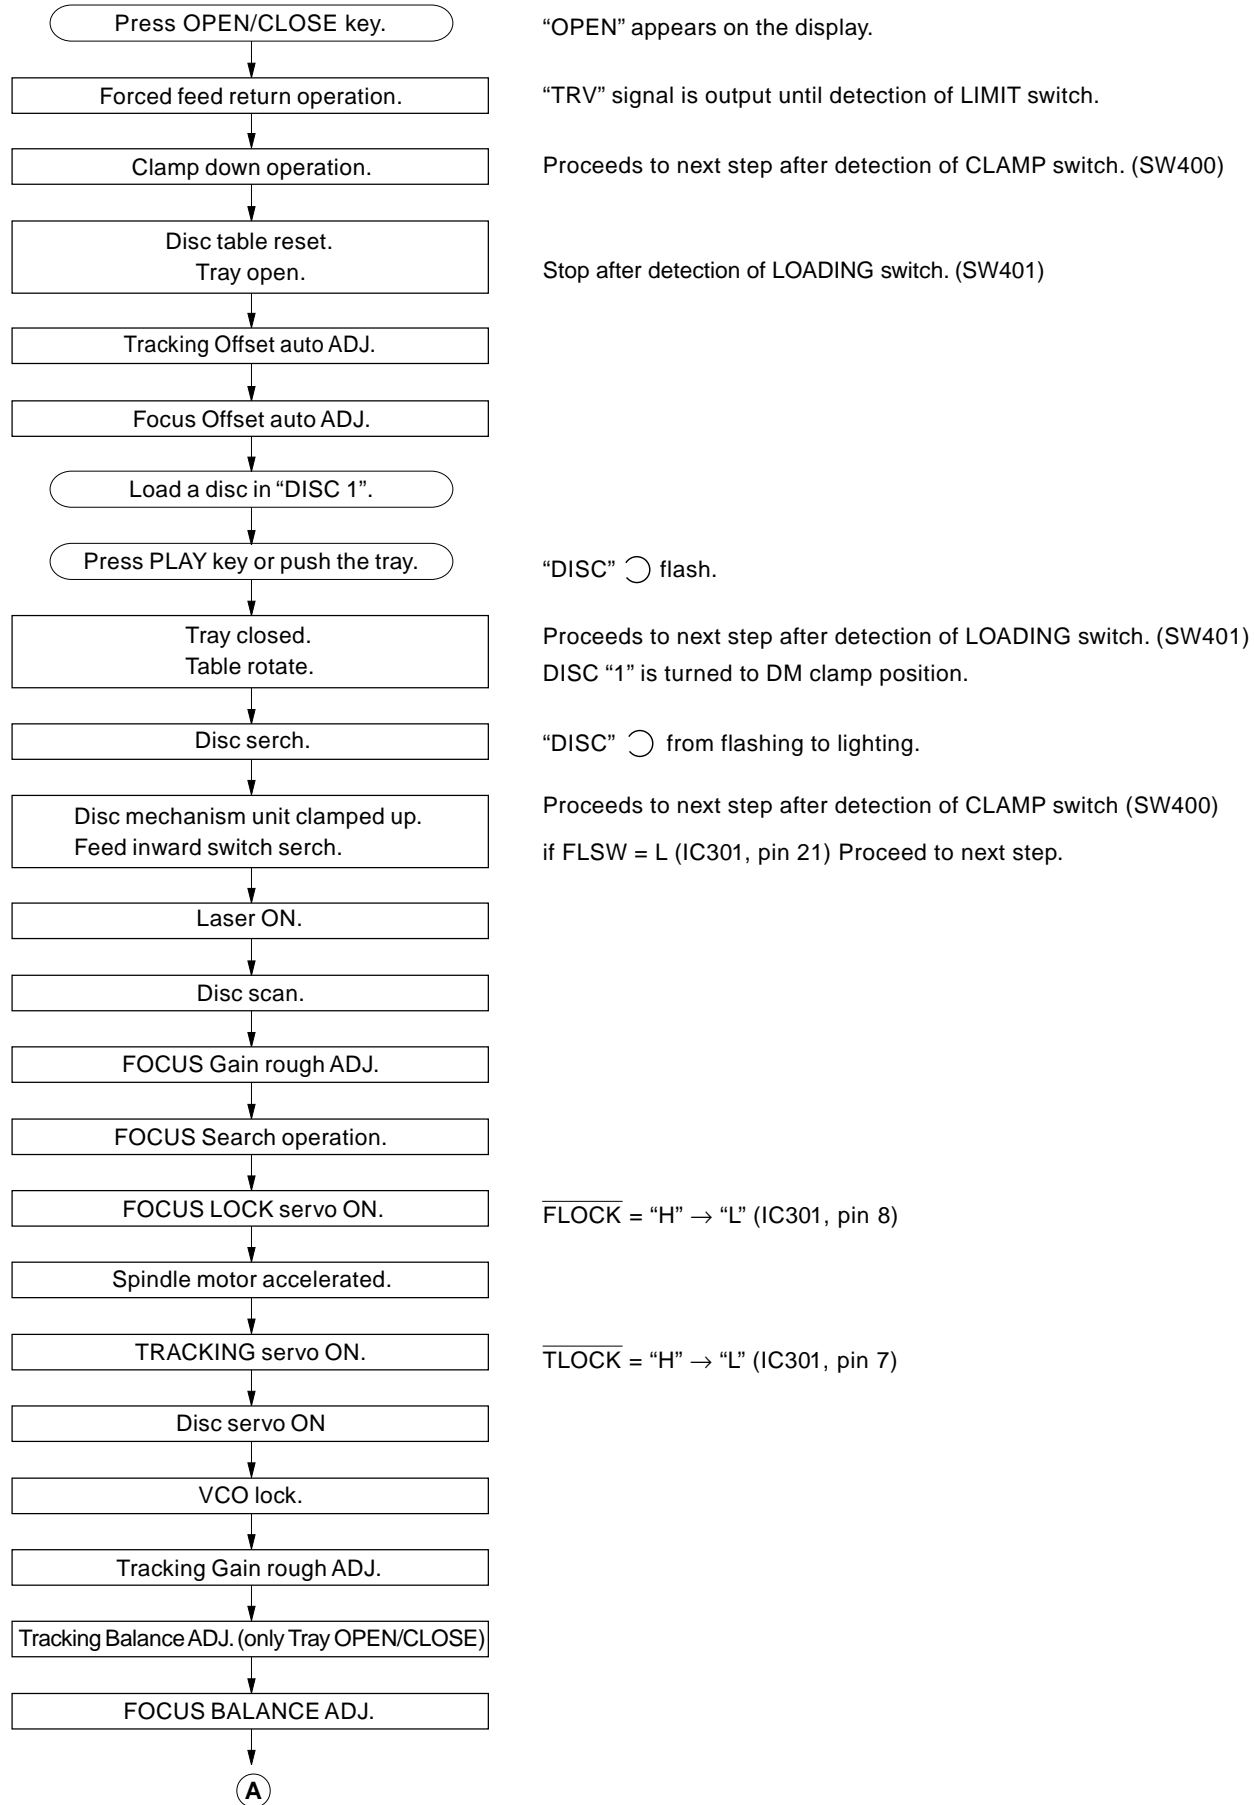 Press OPEN/CLOSE key.
“OPEN” appears on the display.
Forced feed return operation.
“TRV” signal is output until detection of LIMIT switch.
Clamp down operation.
Proceeds to next step after detection of CLAMP switch. (SW400)
Disc table reset.
Tray open.
Stop after detection of LOADING switch. (SW401)
Tracking Offset auto ADJ.
Focus Offset auto ADJ.
Load a disc in “DISC 1”.
Press PLAY key or push the tray.
“DISC” flash.
Tray closed.
Table rotate.
Proceeds to next step after detection of LOADING switch. (SW401)
DISC “1” is turned to DM clamp position.
Disc serch.
“DISC” from flashing to lighting.
Disc mechanism unit clamped up.
Feed inward switch serch.
Proceeds to next step after detection of CLAMP switch (SW400)
if FLSW = L (IC301, pin 21) Proceed to next step.
Laser ON.
Disc scan.
FOCUS Gain rough ADJ.
FOCUS Search operation.
FOCUS LOCK servo ON.
FLOCK = “H” → “L” (IC301, pin 8)
Spindle motor accelerated.
TRACKING servo ON.
TLOCK = “H” → “L” (IC301, pin 7)
Disc servo ON
VCO lock.
Tracking Gain rough ADJ.
Tracking Balance ADJ. (only Tray OPEN/CLOSE)
FOCUS BALANCE ADJ.
A